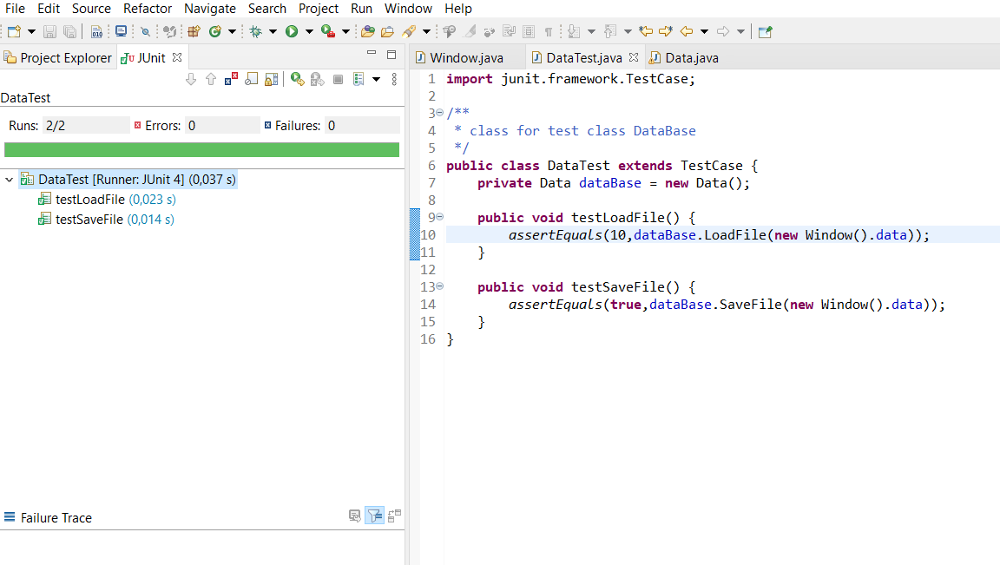 File Edit Source Refactor Navigate Search Project Run Window Help
Project Explorer JUnit
DataTest
Runs: 2/2 Errors: 0 Failures: 0
DataTest [Runner: JUnit 4] (0,037 s)
testLoadFile (0,023 s)
testSaveFile (0,014 s)
Failure Trace
Window.java DataTest.java Data.java
1 import junit.framework.TestCase;
2
3 /**
4 * class for test class DataBase
5 */
6 public class DataTest extends TestCase {
7 private Data dataBase = new Data();
8
9 public void testLoadFile() {
10 assertEquals(10,dataBase.LoadFile(new Window().data));
11 }
12
13 public void testSaveFile() {
14 assertEquals(true,dataBase.SaveFile(new Window().data));
15 }
16 }